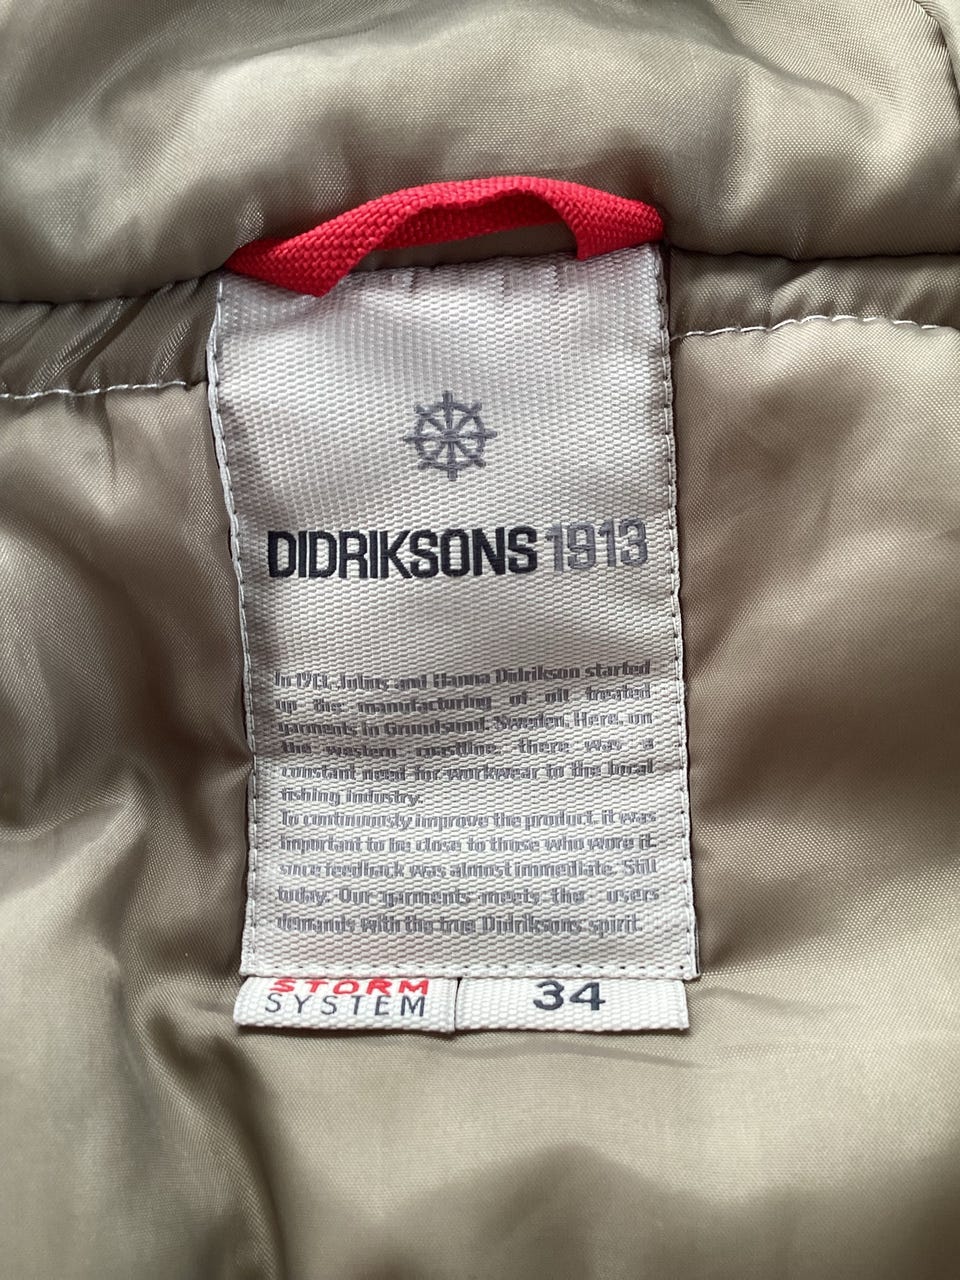 DIDRIKSONS 1913
In 1913, Julius and Hanna Didrikson started
up the manufacturing of oil treated
garments in Grundsund, Sweden. Here, on
the western coastline, there was a
constant need for workwear to the local
fishing industry.
To continuously improve the product, it was
important to be close to those who wore it,
since feedback was almost immediate. Still
today. Our garments meets the users
demands with the true Didriksons spirit.
STORM
SYSTEM
34